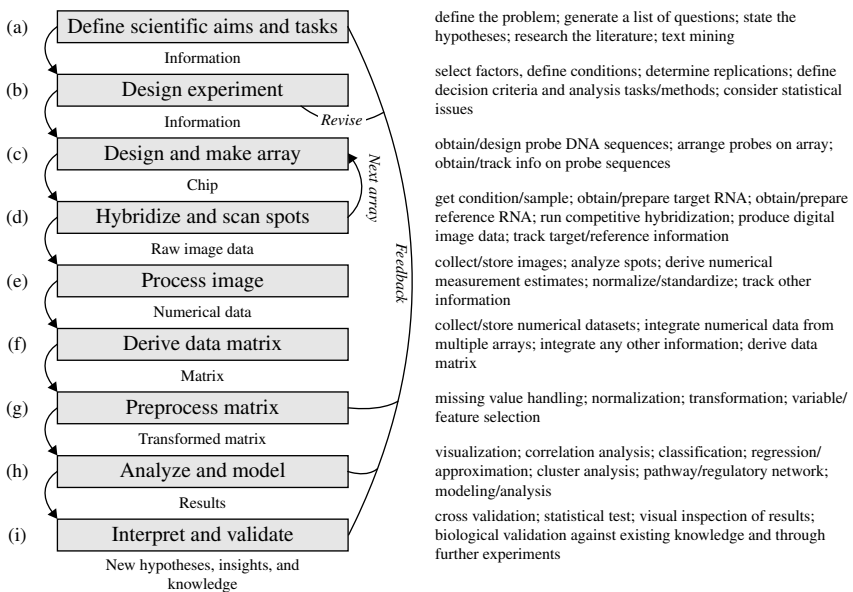 (a) Define scientific aims and tasks
define the problem; generate a list of questions; state the
hypotheses; research the literature; text mining
Information
(b) Design experiment
select factors, define conditions; determine replications; define
decision criteria and analysis tasks/methods; consider statistical
issues
Revise
Information
(c) Design and make array
obtain/design probe DNA sequences; arrange probes on array;
obtain/track info on probe sequences
Next array
Chip
(d) Hybridize and scan spots
get condition/sample; obtain/prepare target RNA; obtain/prepare
reference RNA; run competitive hybridization; produce digital
image data; track target/reference information
Raw image data
Feedback
(e) Process image
collect/store images; analyze spots; derive numerical
measurement estimates; normalize/standardize; track other
information
Numerical data
(f) Derive data matrix
collect/store numerical datasets; integrate numerical data from
multiple arrays; integrate any other information; derive data
matrix
Matrix
(g) Preprocess matrix
missing value handling; normalization; transformation; variable/
feature selection
Transformed matrix
(h) Analyze and model
visualization; correlation analysis; classification; regression/
approximation; cluster analysis; pathway/regulatory network;
modeling/analysis
Results
(i) Interpret and validate
cross validation; statistical test; visual inspection of results;
biological validation against existing knowledge and through
further experiments
New hypotheses, insights, and
knowledge